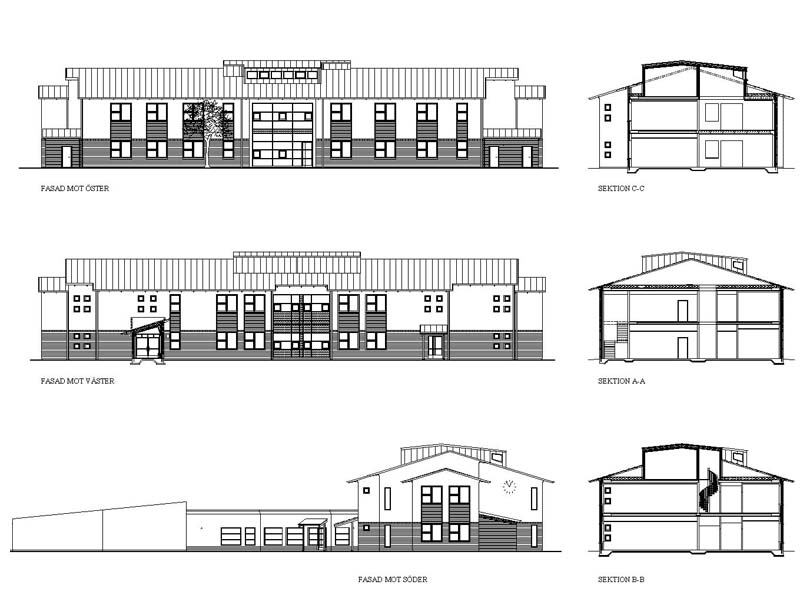 FASAD MOT ÖSTER
SEKTION C-C
FASAD MOT VÄSTER
SEKTION A-A
FASAD MOT SÖDER
SEKTION B-B